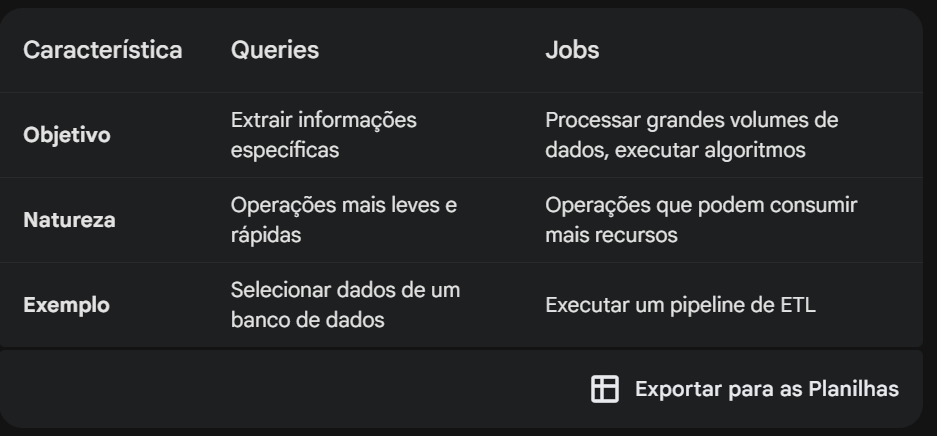 Característica Queries Jobs
Objetivo
Extrair informações
específicas
Processar grandes volumes de
dados, executar algoritmos
Natureza
Operações mais leves e
rápidas
Operações que podem consumir
mais recursos
Exemplo
Selecionar dados de um
banco de dados
Executar um pipeline de ETL
Exportar para as Planilhas